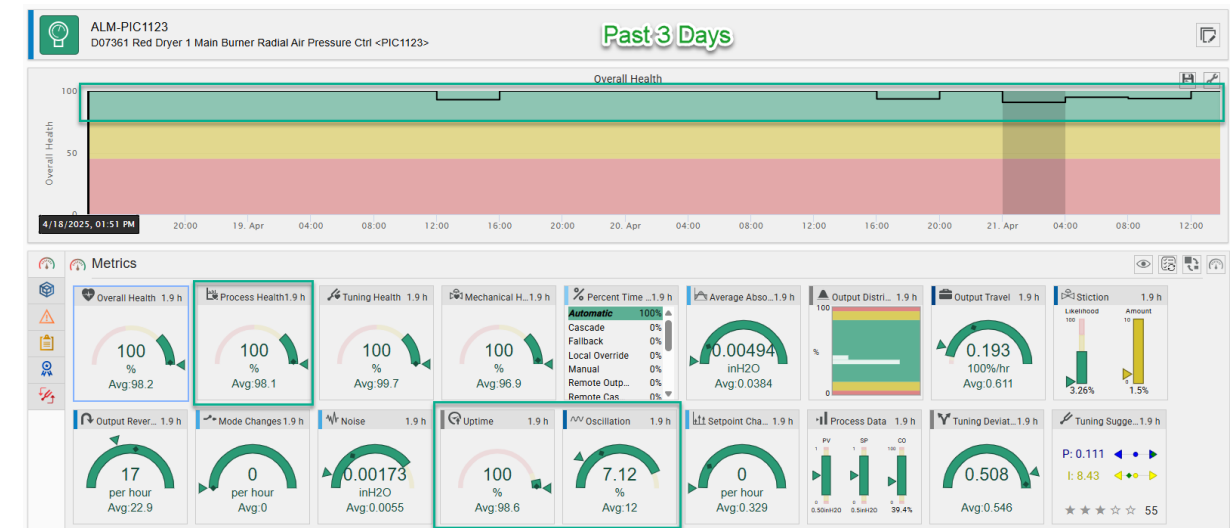 ALM-PIC1123
D07361 Red Dryer 1 Main Burner Radial Air Pressure Ctrl <PIC1123>
Past 3 Days
Overall Health
100
50
0
Overall Health
4/18/2025, 01:51 PM
20:00 19. Apr 04:00 08:00 12:00 16:00 20:00 20. Apr 04:00 08:00 12:00 16:00 20:00 21. Apr 04:00 08:00 12:00
Metrics
Overall Health 1.9 h
100
%
Avg:98.2
Process Health 1.9 h
100
%
Avg:98.1
Tuning Health 1.9 h
100
%
Avg:99.7
Mechanical H... 1.9 h
100
%
Avg:96.9
Percent Time ... 1.9 h
Automatic 100%
Cascade 0%
Fallback 0%
Local Override 0%
Manual 0%
Remote Outp... 0%
Remote Cas 0%
Average Abso... 1.9 h
0.00494
inH2O
Avg:0.0384
Output Distri... 1.9 h
100
%
0
Output Travel 1.9 h
0.193
100%/hr
Avg:0.611
Stiction 1.9 h
Likelihood Amount
100 10
0
3.26% 1.5%
Output Rever... 1.9 h
17
per hour
Avg:22.9
Mode Changes 1.9 h
0
per hour
Avg:0
Noise 1.9 h
0.00173
inH2O
Avg:0.0055
Uptime 1.9 h
100
%
Avg:98.6
Oscillation 1.9 h
7.12
%
Avg:12
Setpoint Cha... 1.9 h
0
per hour
Avg:0.329
Process Data 1.9 h
PV SP CO
1 1 100
0 0 0
0.50inH2O 0.5inH2O 39.4%
Tuning Deviat... 1.9 h
0.508
Avg:0.546
Tuning Sugge... 1.9 h
P: 0.111
I: 8.43
55